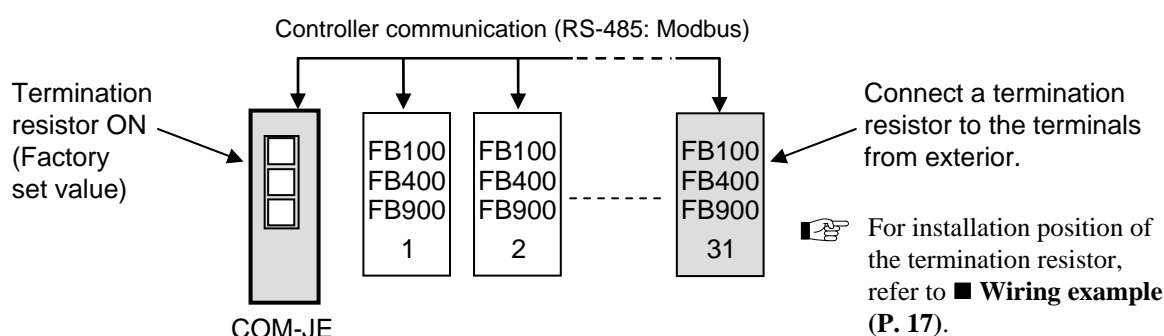 Controller communication (RS-485: Modbus)
Termination
resistor ON
(Factory
set value)
FB100
FB400
FB900
1
FB100
FB400
FB900
2
FB100
FB400
FB900
31
Connect a termination
resistor to the terminals
from exterior.
☞ For installation position of
the termination resistor,
refer to ■ Wiring example
(P. 17).
COM-JE